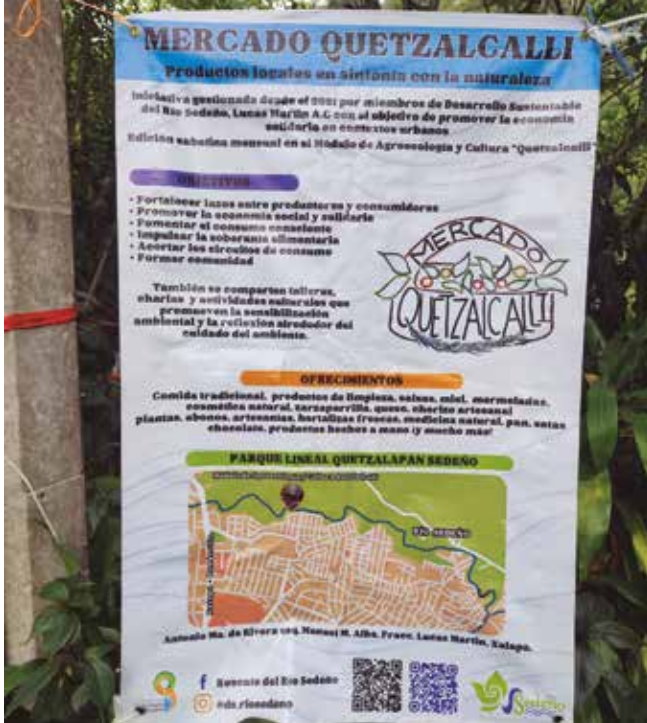 MERCADO QUETZALCALLI
Productos locales en sintonía con la naturaleza
Iniciativa gestionada desde el 2021 por miembros de Desarrollo Sustentable
del Río Sedeño, Lucas Martín A.C con el objetivo de promover la economía
solidaria en contextos urbanos
Edición sabatina mensual en el Módulo de Agroecología y Cultura "Quetzalcalli"
OBJETIVOS
• Fortalecer lazos entre productores y consumidores
• Promover la economía social y solidaria
• Fomentar el consumo consciente
• Impulsar la soberanía alimentaria
• Acortar los circuitos de consumo
• Formar comunidad
MERCADO
QUETZALCALLI
También se comparten talleres,
charlas y actividades culturales que
promueven la sensibilización
ambiental y la reflexión alrededor del
cuidado del ambiente.
OFRECIMIENTOS
Comida tradicional, productos de limpieza, salsas, miel, mermeladas,
cosmética natural, zarzaparrilla, queso, chorizo artesanal
plantas, abonos, artesanías, hortalizas frescas, medicina natural, pan, natas
chocolate, productos hechos a mano ¡y mucho más!
PARQUE LINEAL QUETZALAPAN SEDEÑO
RÍO SEDEÑO
Antonio Ma. de Rivera esq. Manuel M. Alba, Fracc. Lucas Martín, Xalapa.
Rescate del Río Sedeño
@ds_riosedeno